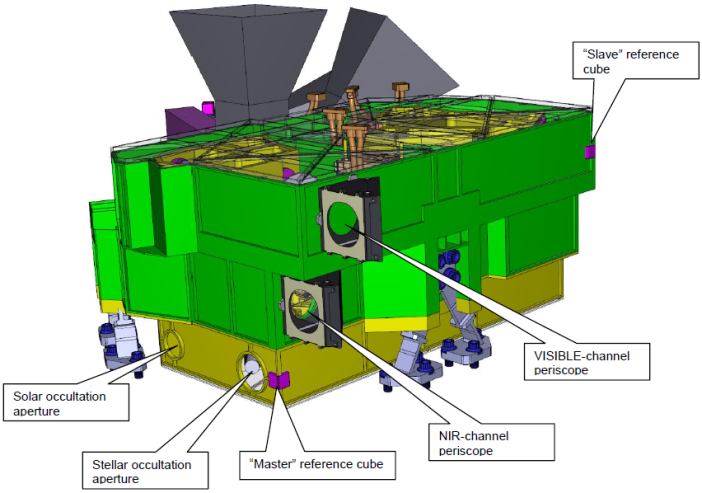 “Slave” reference
cube
VISIBLE-channel
periscope
Solar occultation
aperture
NIR-channel
periscope
Stellar occultation
aperture
“Master” reference cube